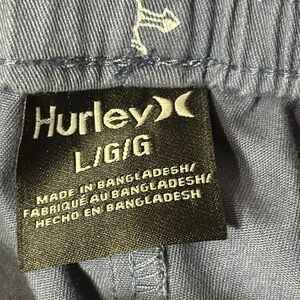 Hurley
L/G/G
MADE IN BANGLADESH/
FABRIQUÉ AU BANGLADESH/
HECHO EN BANGLADESH